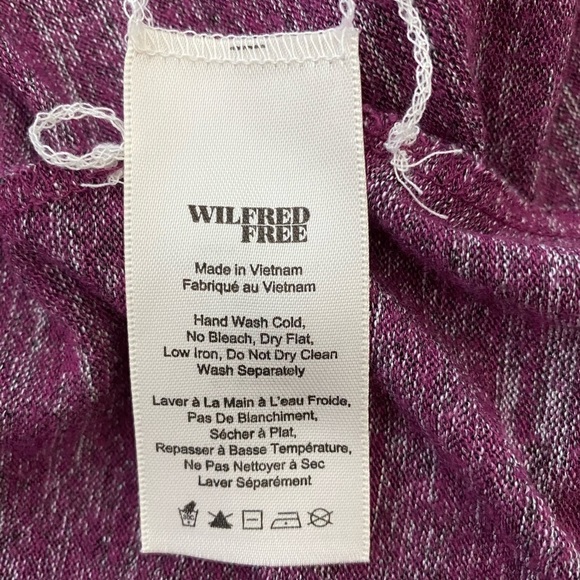 WILFRED
FREE
Made in Vietnam
Fabriqué au Vietnam
Hand Wash Cold,
No Bleach, Dry Flat,
Low Iron, Do Not Dry Clean
Wash Separately
Laver à La Main à L'eau Froide,
Pas De Blanchiment,
Sécher à Plat,
Repasser à Basse Température,
Ne Pas Nettoyer à Sec
Laver Séparément